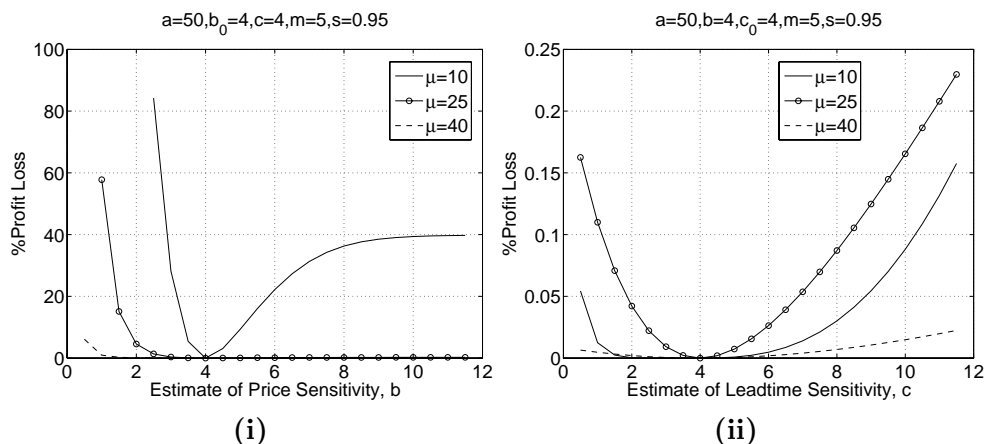 a=50,b₀=4,c=4,m=5,s=0.95
100
80
60
40
20
0
%Profit Loss
μ=10
μ=25
μ=40
0 2 4 6 8 10 12
Estimate of Price Sensitivity, b
(i)
a=50,b=4,c₀=4,m=5,s=0.95
0.25
0.2
0.15
0.1
0.05
0
%Profit Loss
μ=10
μ=25
μ=40
0 2 4 6 8 10 12
Estimate of Leadtime Sensitivity, c
(ii)